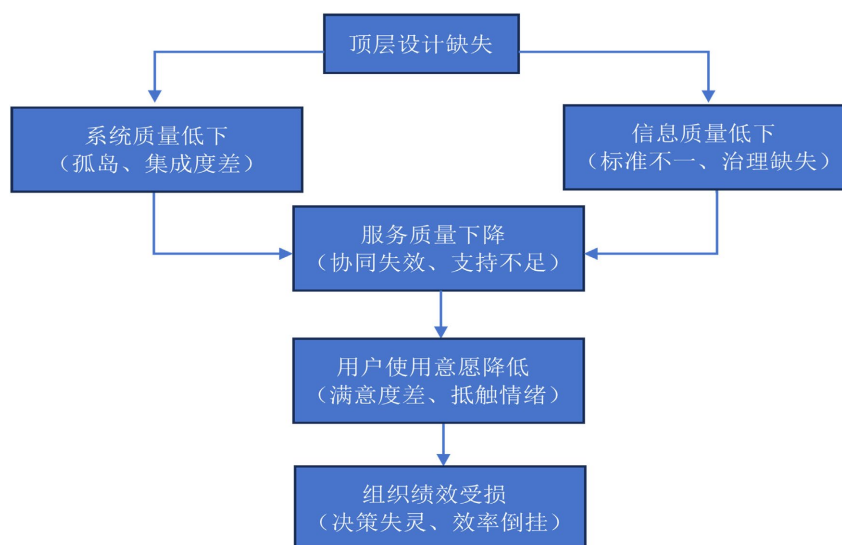 顶层设计缺失
系统质量低下
（孤岛、集成度差）
信息质量低下
（标准不一、治理缺失）
服务质量下降
（协同失效、支持不足）
用户使用意愿降低
（满意度差、抵触情绪）
组织绩效受损
（决策失灵、效率倒挂）